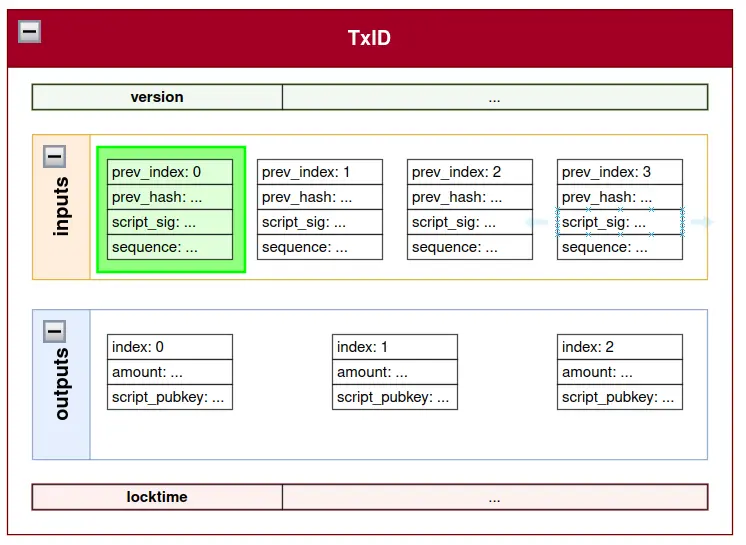 TxID
version ...
inputs
prev_index: 0 prev_index: 1 prev_index: 2 prev_index: 3
prev_hash: ... prev_hash: ... prev_hash: ... prev_hash: ...
script_sig: ... script_sig: ... script_sig: ... script_sig: ...
sequence: ... sequence: ... sequence: ... sequence: ...
outputs
index: 0 index: 1 index: 2
amount: ... amount: ... amount: ...
script_pubkey: ... script_pubkey: ... script_pubkey: ...
locktime ...